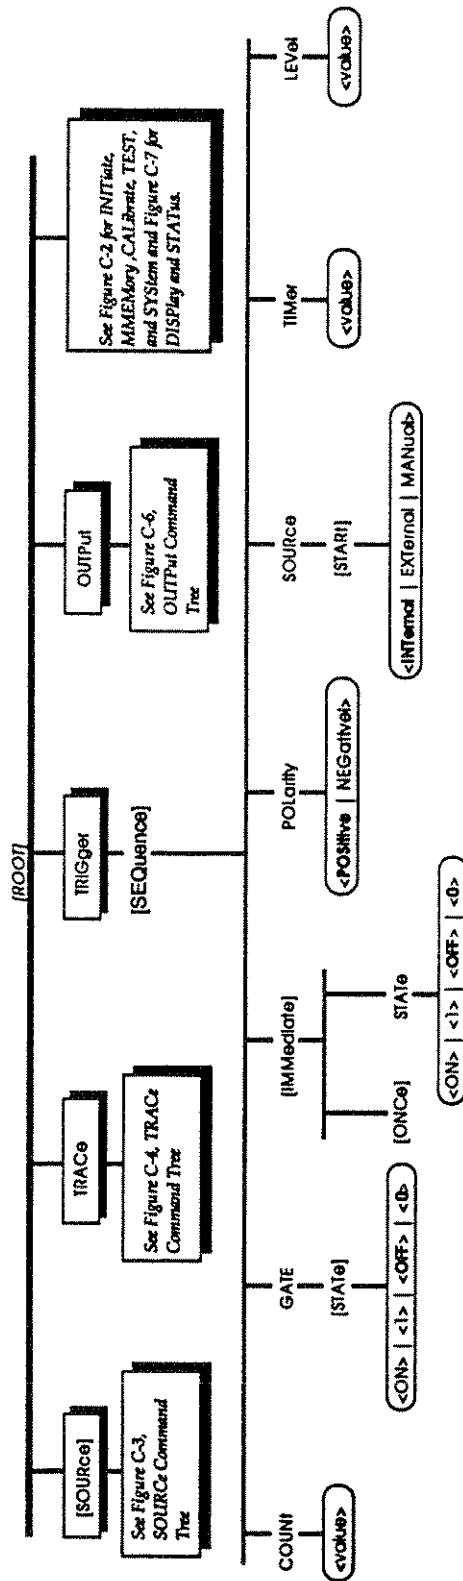 [ROOT]
[SOURce]
TRACe
TRIGger
OUTPut
See Figure C-3,
SOURCe Command
Tree
See Figure C-4, TRACe
Command Tree
[SEQuence]
See Figure C-6,
OUTPut Command
Tree
See Figure C-2 for INITiate,
MMEMory, CALibrate, TEST,
and SYStem and Figure C-7 for
DISPlay and STATus.
COUNt
<value>
GATE
[STATe]
<ON> | <1> | <OFF> | <0>
[IMMediate]
[ONCe]
STATe
<ON> | <1> | <OFF> | <0>
POLarity
<POSitive | NEGative>
SOURce
[STARt]
<INTernal | EXTernal | MANual>
TIMer
<value>
LEVel
<value>